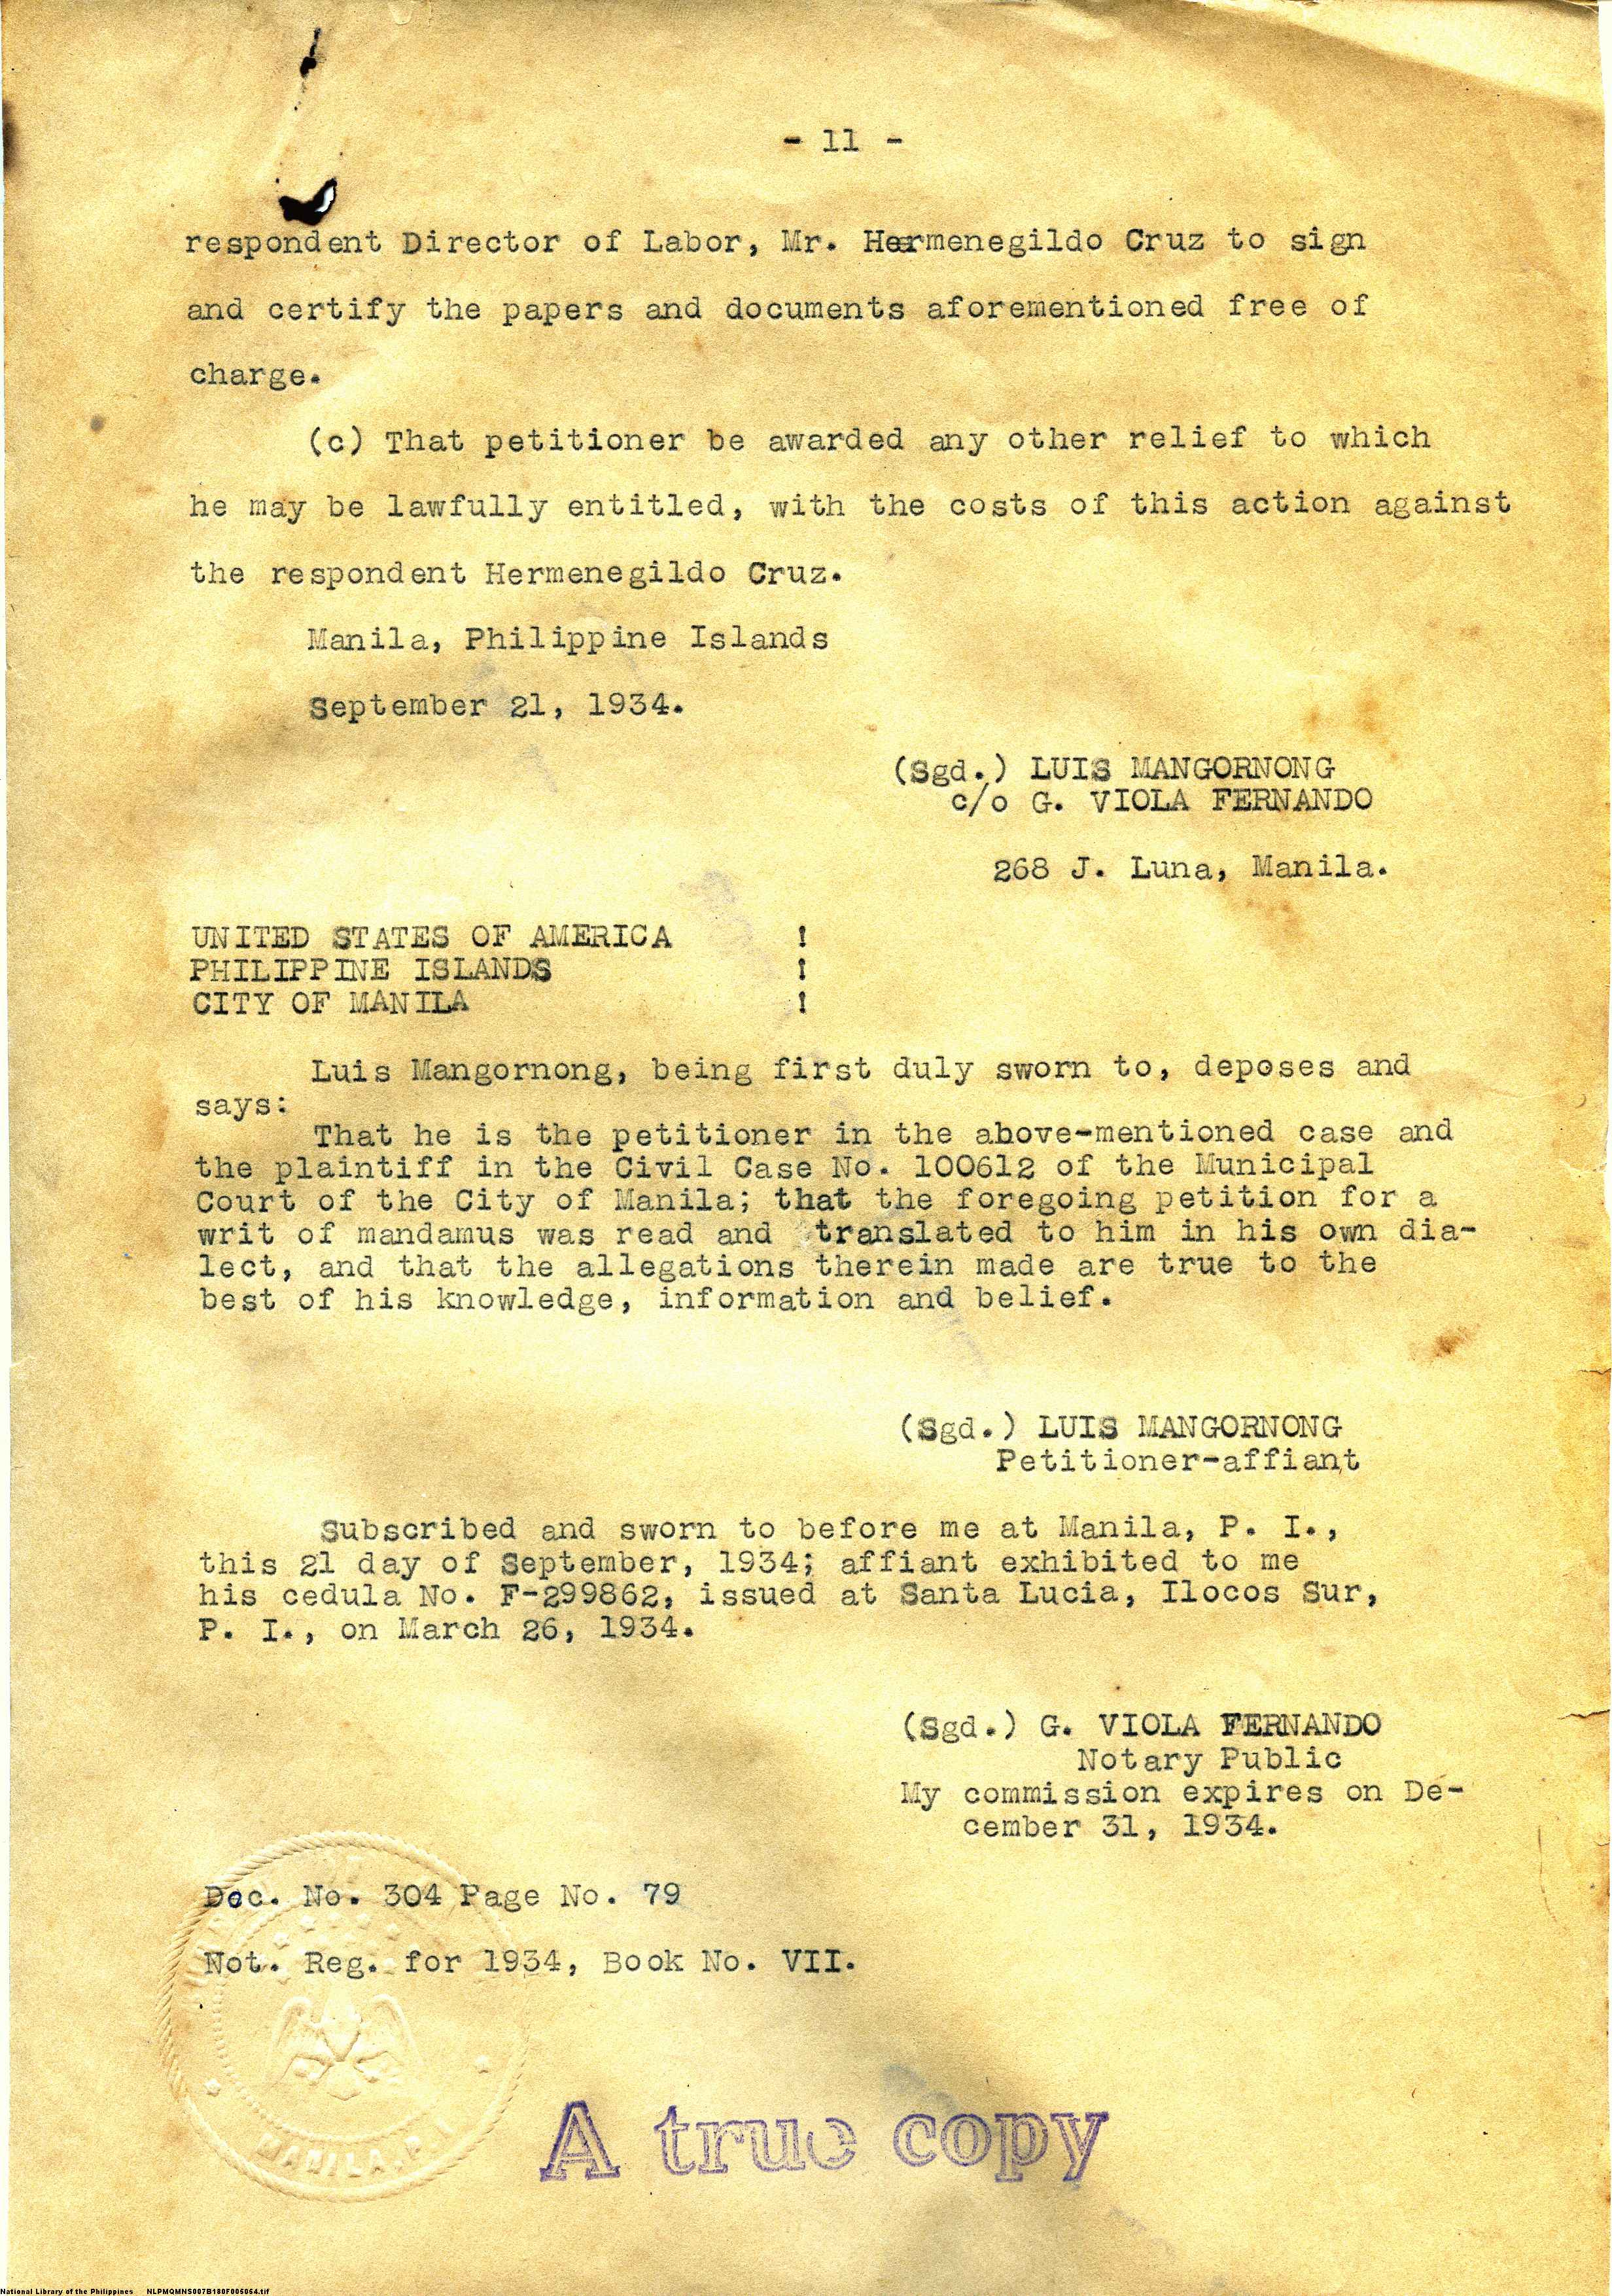 - 11 -
respondent Director of Labor, Mr. Hermenegildo Cruz to sign
and certify the papers and documents aforementioned free of
charge.
(c) That petitioner be awarded any other relief to which
he may be lawfully entitled, with the costs of this action against
the respondent Hermenegildo Cruz.
Manila, Philippine Islands
September 21, 1934.
(Sgd.) LUIS MANGORNONG
c/o G. VIOLA FERNANDO
268 J. Luna, Manila.
UNITED STATES OF AMERICA !
PHILIPPINE ISLANDS !
CITY OF MANILA !
Luis Mangornong, being first duly sworn to, deposes and
says:
That he is the petitioner in the above-mentioned case and
the plaintiff in the Civil Case No. 100612 of the Municipal
Court of the City of Manila; that the foregoing petition for a
writ of mandamus was read and translated to him in his own dia-
lect, and that the allegations therein made are true to the
best of his knowledge, information and belief.
(Sgd.) LUIS MANGORNONG
Petitioner-affiant
Subscribed and sworn to before me at Manila, P. I.,
this 21 day of September, 1934; affiant exhibited to me
his cedula No. F-299862, issued at Santa Lucia, Ilocos Sur,
P. I., on March 26, 1934.
(Sgd.) G. VIOLA FERNANDO
Notary Public
My commission expires on De-
cember 31, 1934.
Doc. No. 304 Page No. 79
Not. Reg. for 1934, Book No. VII.
MANILA, P. I.
A true copy
National Library of the Philippines NLPMQMNS007B180F005054.tif